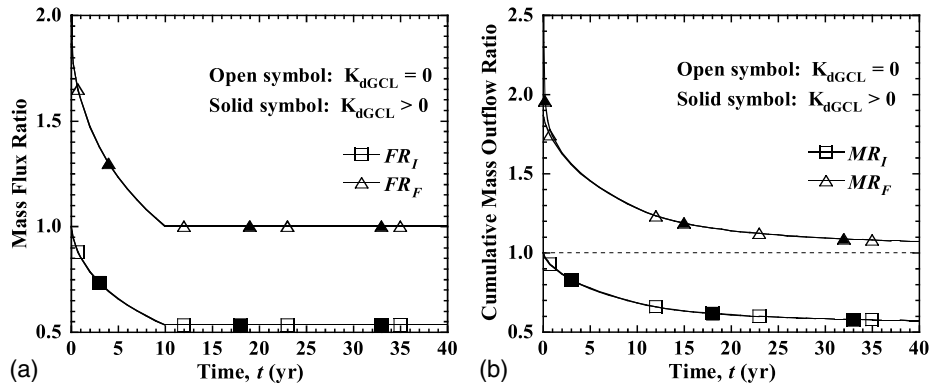 2.0
1.5
1.0
0.5
Mass Flux Ratio
Open symbol: K_dGCL = 0
Solid symbol: K_dGCL > 0
FR_I
FR_F
0 5 10 15 20 25 30 35 40
Time, t (yr)
(a)
2.5
2.0
1.5
1.0
0.5
Cumulative Mass Outflow Ratio
Open symbol: K_dGCL = 0
Solid symbol: K_dGCL > 0
MR_I
MR_F
0 5 10 15 20 25 30 35 40
Time, t (yr)
(b)